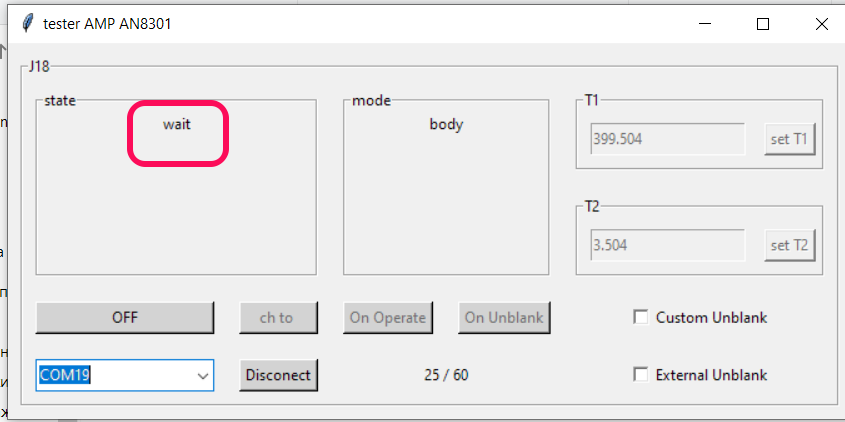 tester AMP AN8301
J18
state
wait
mode
body
T1
399.504
set T1
T2
3.504
set T2
OFF
ch to
On Operate
On Unblank
Custom Unblank
COM19
Disconect
25 / 60
External Unblank